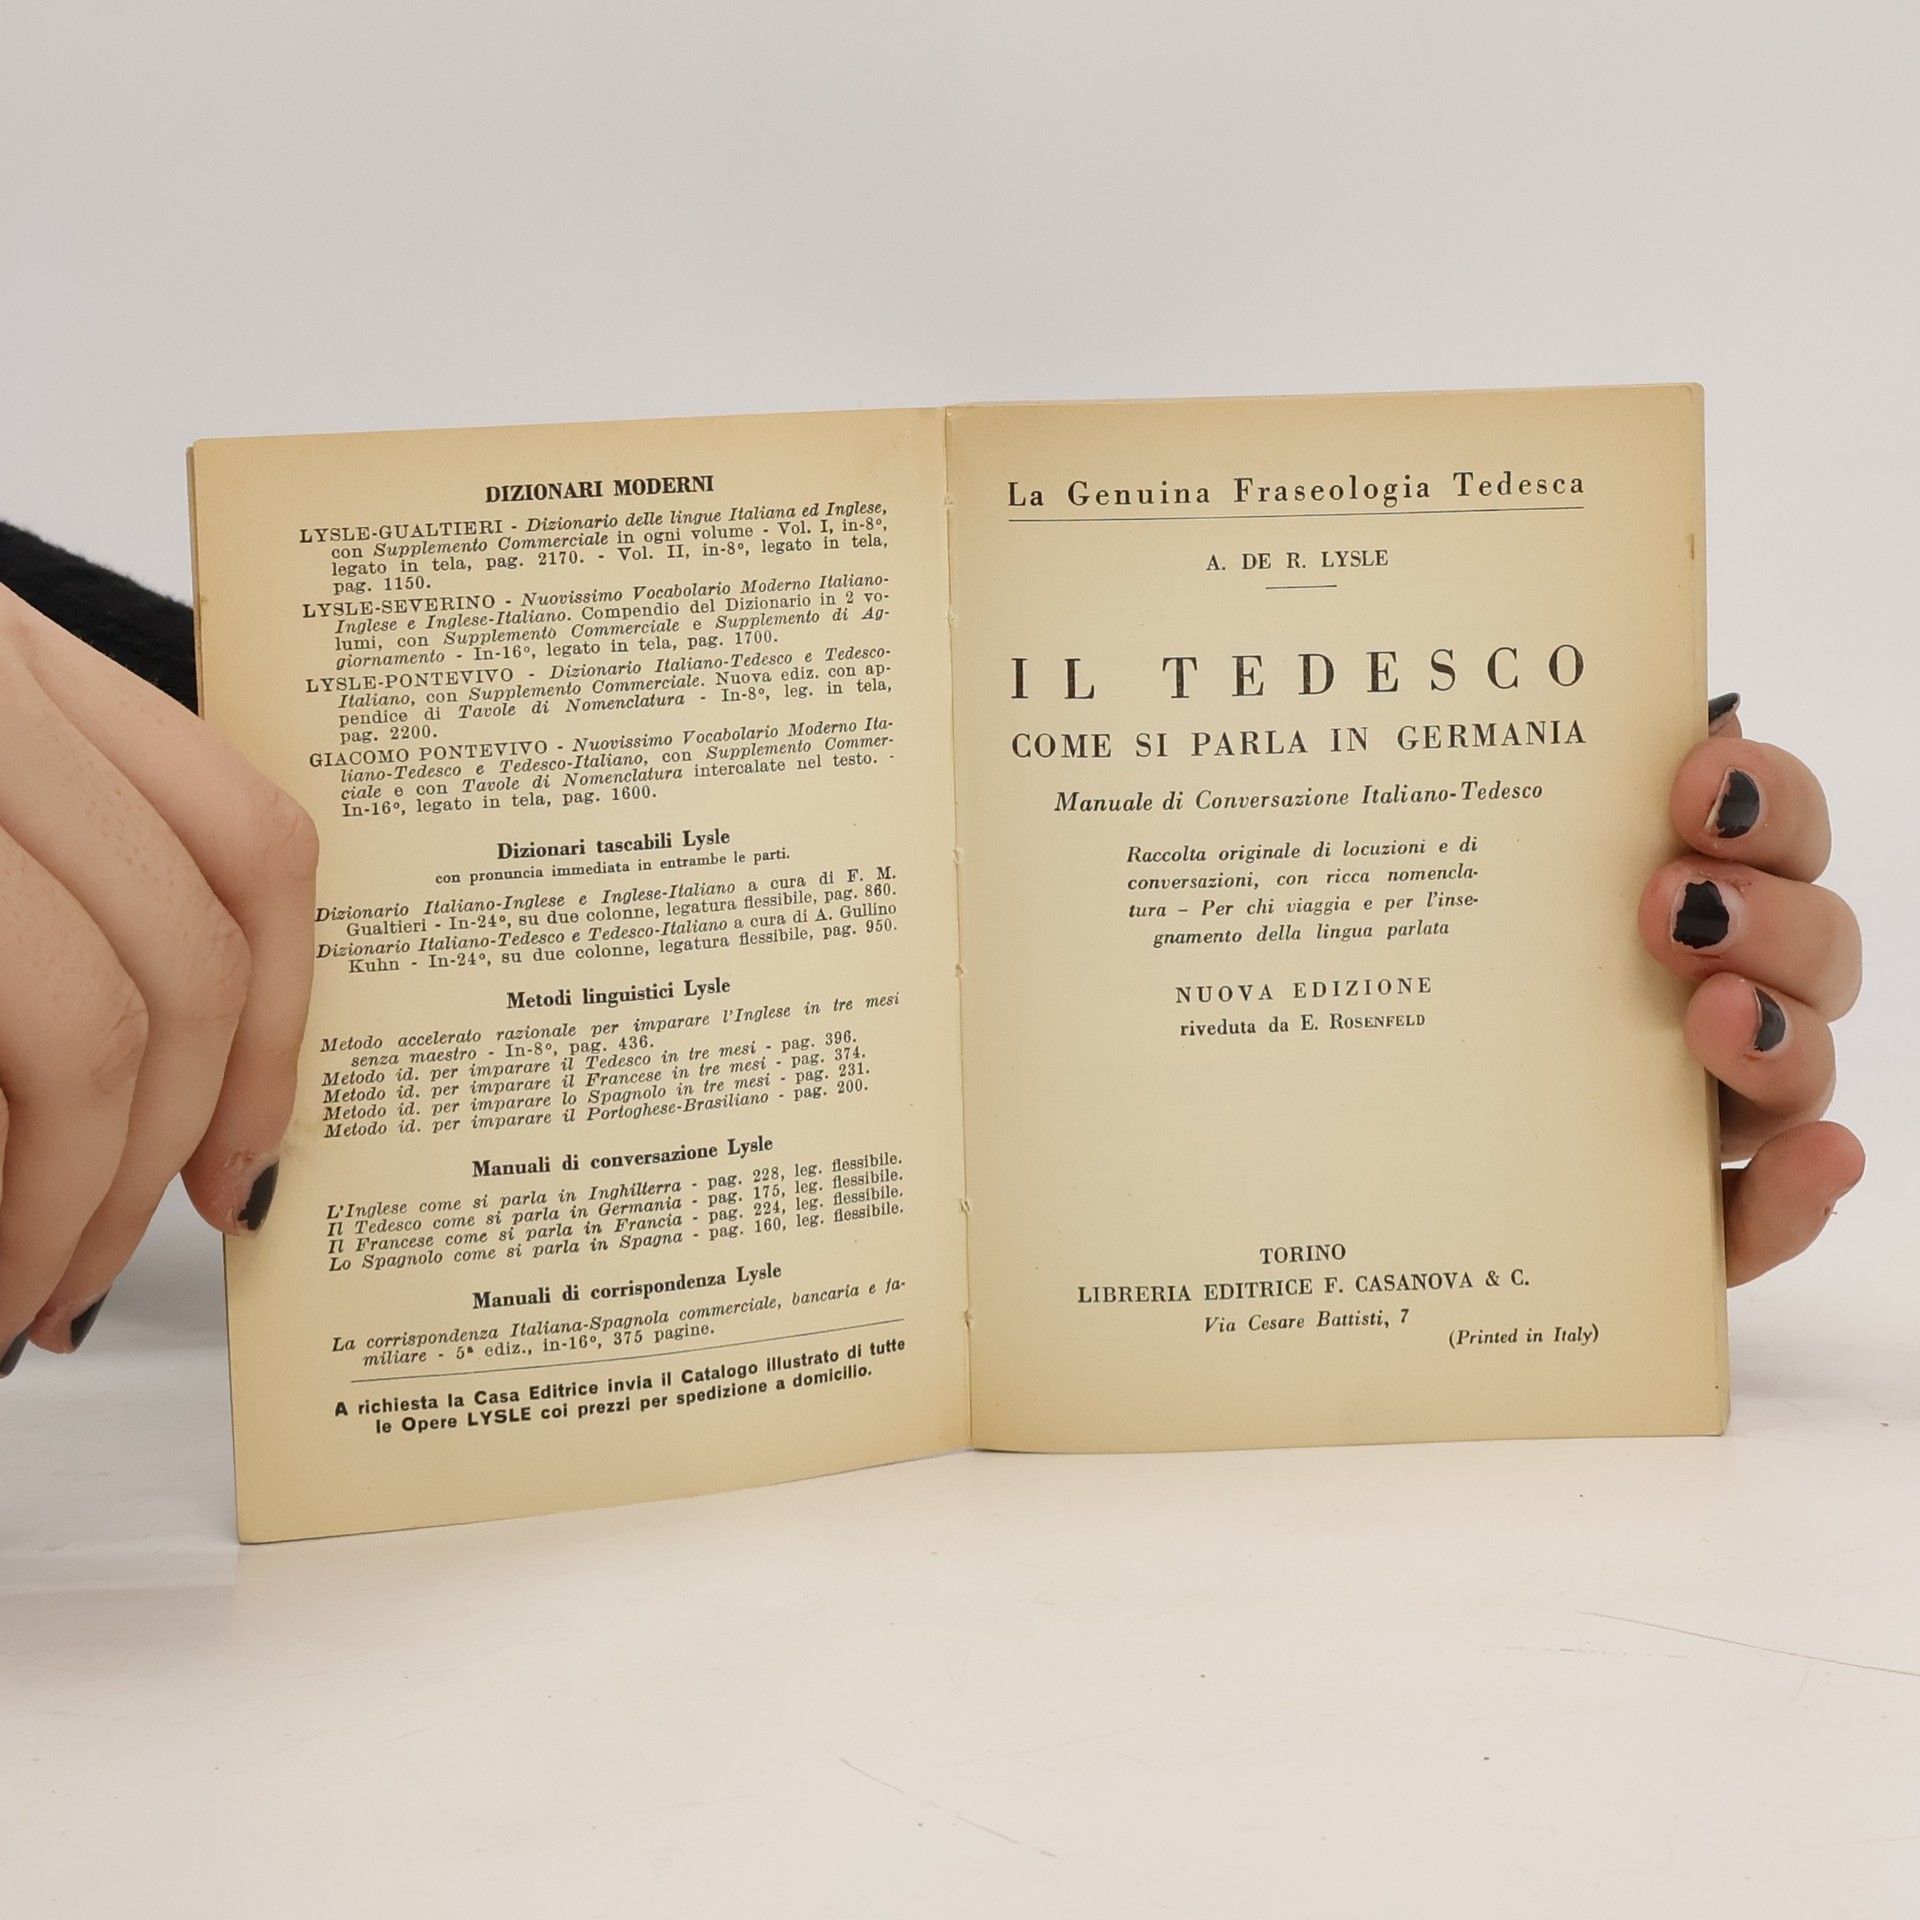 DIZIONARI MODERNI
LYSLE-GUALTIERI - Dizionario delle lingue Italiana ed Inglese,
con Supplemento Commerciale in ogni volume - Vol. I, in-8º,
legato in tela, pag. 2170. - Vol. II, in-8º, legato in tela,
pag. 1150.
LYSLE-SEVERINO - Nuovissimo Vocabolario Moderno Italiano-
Inglese e Inglese-Italiano. Compendio del Dizionario in 2 vo-
lumi, con Supplemento Commerciale e Supplemento di Ag-
giornamento - In-16º, legato in tela, pag. 1700.
LYSLE-PONTEVIVO - Dizionario Italiano-Tedesco e Tedesco-
Italiano, con Supplemento Commerciale. Nuova ediz. con ap-
pendice di Tavole di Nomenclatura - In-8º, leg. in tela,
pag. 2200.
GIACOMO PONTEVIVO - Nuovissimo Vocabolario Moderno Ita-
liano-Tedesco e Tedesco-Italiano, con Supplemento Commer-
ciale e con Tavole di Nomenclatura intercalate nel testo. -
In-16º, legato in tela, pag. 1600.
Dizionari tascabili Lysle
con pronuncia immediata in entrambe le parti.
Dizionario Italiano-Inglese e Inglese-Italiano a cura di F. M.
Gualtieri - In-24º, su due colonne, legatura flessibile, pag. 860.
Dizionario Italiano-Tedesco e Tedesco-Italiano a cura di A. Gullino
Kuhn - In-24º, su due colonne, legatura flessibile, pag. 950.
Metodi linguistici Lysle
Metodo accelerato razionale per imparare l'Inglese in tre mesi
senza maestro - In-8º, pag. 436.
Metodo id. per imparare il Tedesco in tre mesi - pag. 396.
Metodo id. per imparare il Francese in tre mesi - pag. 374.
Metodo id. per imparare lo Spagnolo in tre mesi - pag. 231.
Metodo id. per imparare il Portoghese-Brasiliano - pag. 200.
Manuali di conversazione Lysle
L'Inglese come si parla in Inghilterra - pag. 228, leg. flessibile.
Il Tedesco come si parla in Germania - pag. 175, leg. flessibile.
Il Francese come si parla in Francia - pag. 224, leg. flessibile.
Lo Spagnolo come si parla in Spagna - pag. 160, leg. flessibile.
Manuali di corrispondenza Lysle
La corrispondenza Italiana-Spagnola commerciale, bancaria e fa-
miliare - 5ª ediz., in-16º, 375 pagine.
A richiesta la Casa Editrice invia il Catalogo illustrato di tutte
le Opere LYSLE coi prezzi per spedizione a domicilio.
La Genuina Fraseologia Tedesca
A. DE R. LYSLE
IL TEDESCO
COME SI PARLA IN GERMANIA
Manuale di Conversazione Italiano-Tedesco
Raccolta originale di locuzioni e di
conversazioni, con ricca nomencla-
tura – Per chi viaggia e per l'inse-
gnamento della lingua parlata
NUOVA EDIZIONE
riveduta da E. ROSENFELD
TORINO
LIBRERIA EDITRICE F. CASANOVA & C.
Via Cesare Battisti, 7
(Printed in Italy)